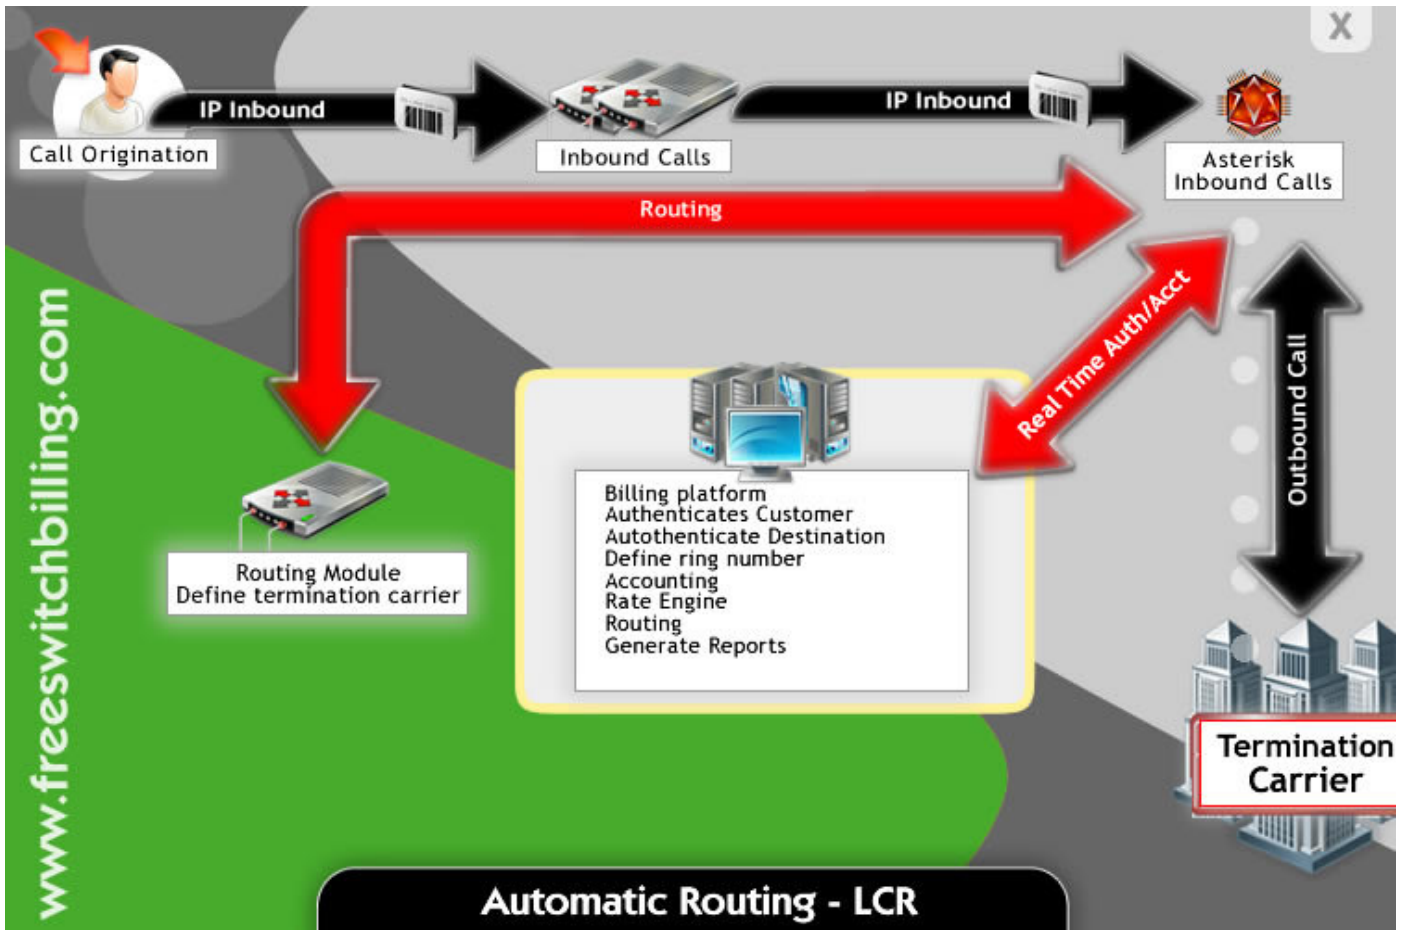 X
IP Inbound
IP Inbound
Call Origination
Inbound Calls
Asterisk
Inbound Calls
Routing
Real Time Auth/Acct
Outbound Call
www.freeswitchbilling.com
Billing platform
Authenticates Customer
Autothenticate Destination
Define ring number
Accounting
Rate Engine
Routing
Generate Reports
Routing Module
Define termination carrier
Termination
Carrier
Automatic Routing - LCR